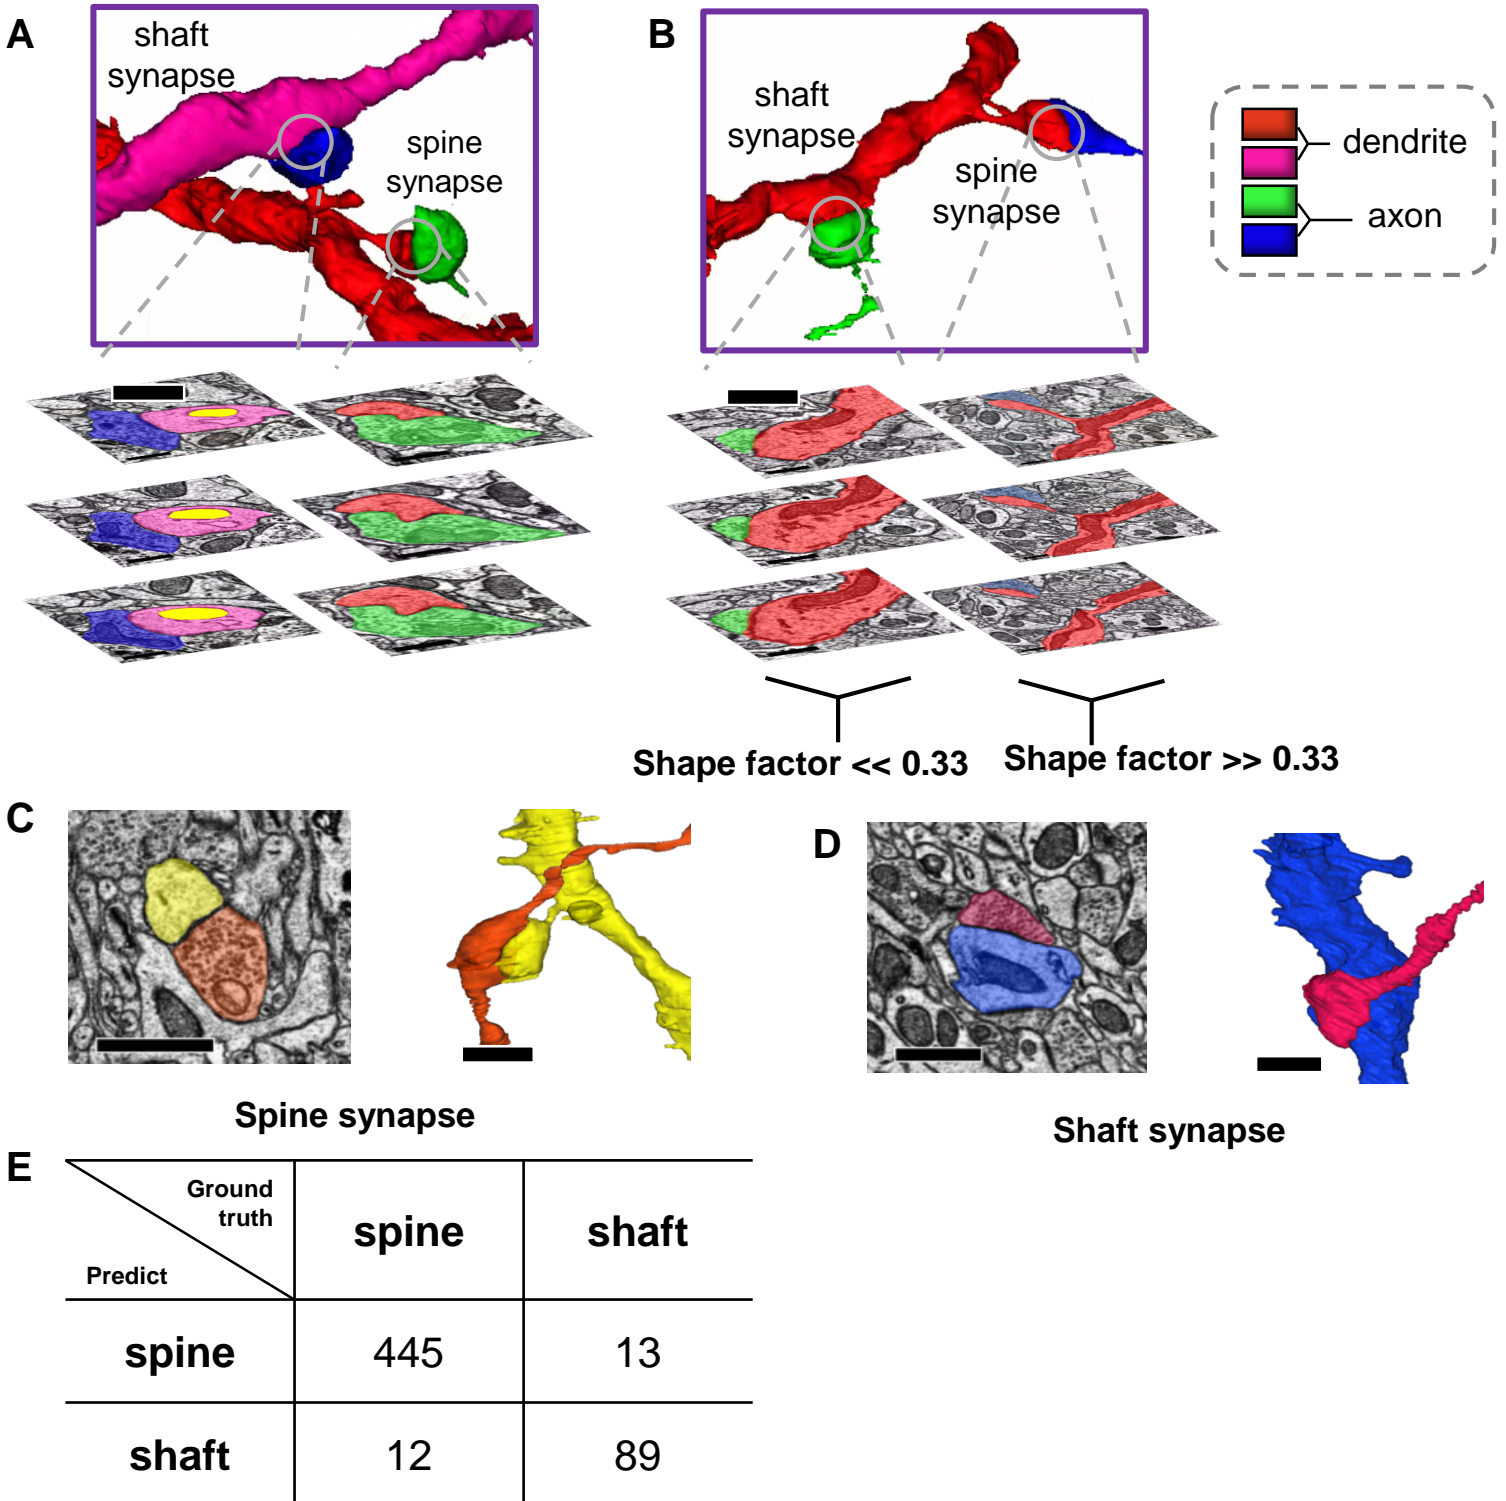 A
shaft
synapse
spine
synapse
B
shaft
synapse
spine
synapse
dendrite
axon
Shape factor << 0.33
Shape factor >> 0.33
C
D
Spine synapse
Shaft synapse
E
Ground
truth
Predict
spine
shaft
spine
445
13
shaft
12
89